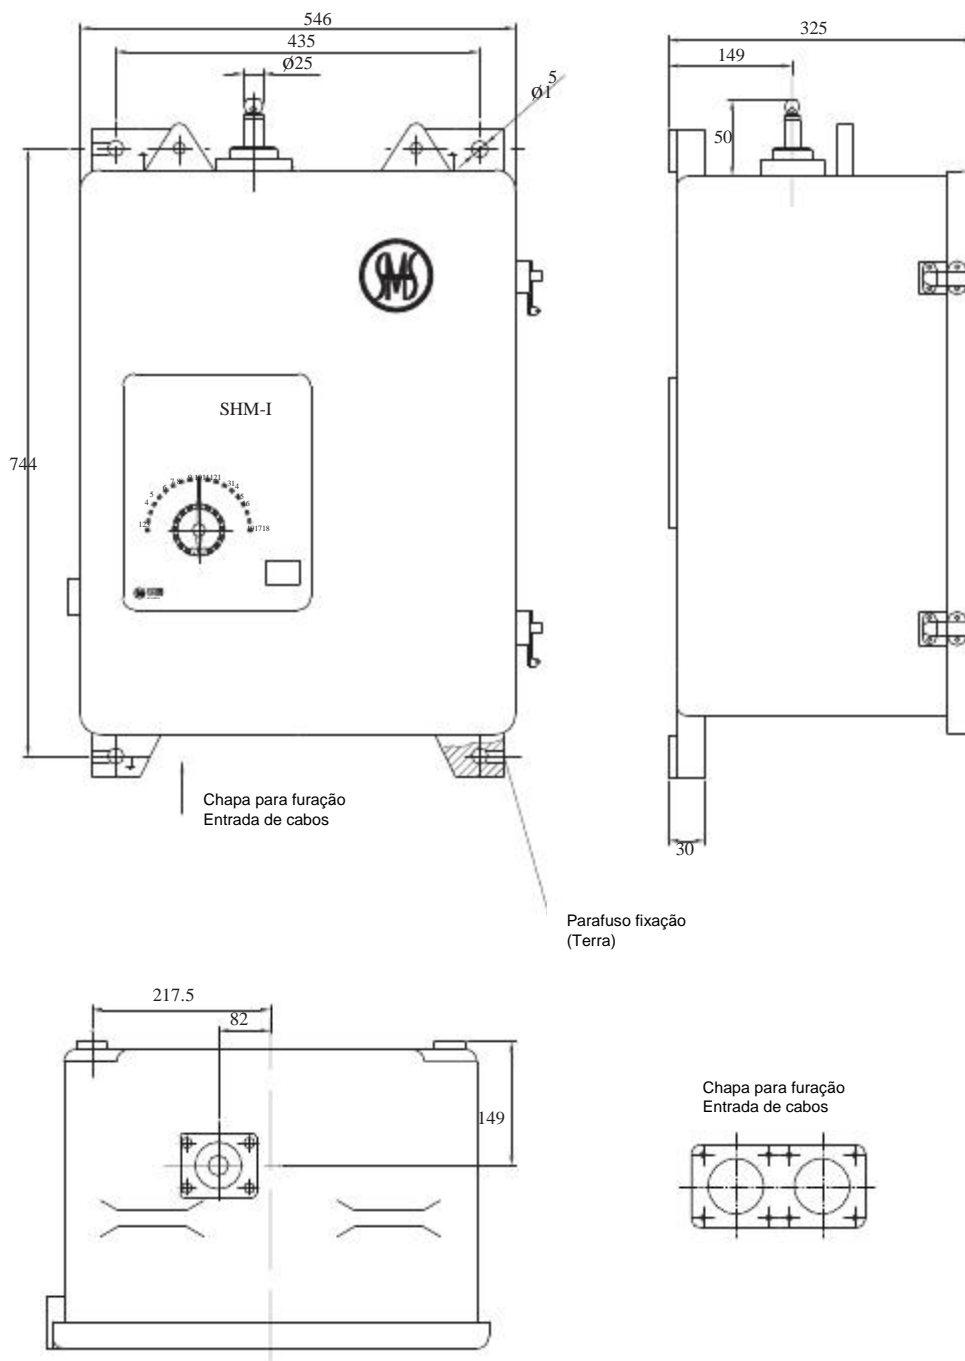 546
435
Ø25
Ø1
5
325
149
50
SMS
SHM-I
744
Chapa para furação
Entrada de cabos
30
Parafuso fixação
(Terra)
217.5
82
149
Chapa para furação
Entrada de cabos